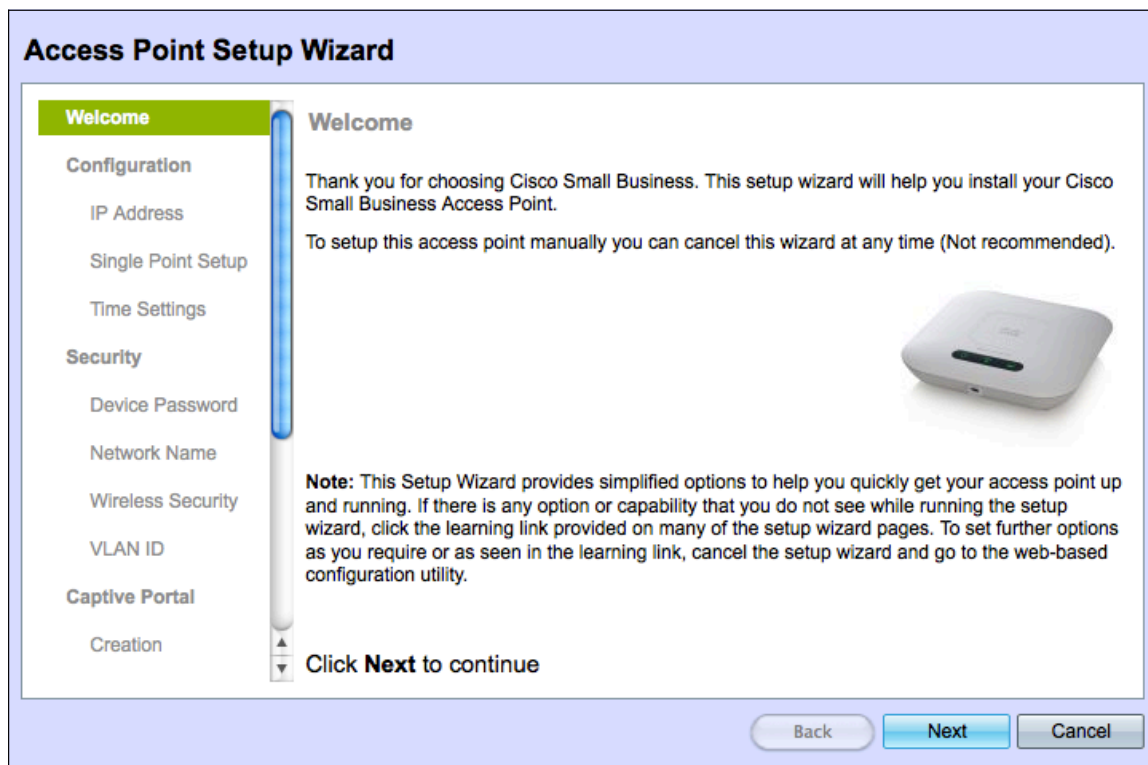 Access Point Setup Wizard
Welcome
Configuration
IP Address
Single Point Setup
Time Settings
Security
Device Password
Network Name
Wireless Security
VLAN ID
Captive Portal
Creation
Welcome
Thank you for choosing Cisco Small Business. This setup wizard will help you install your Cisco
Small Business Access Point.
To setup this access point manually you can cancel this wizard at any time (Not recommended).
Note: This Setup Wizard provides simplified options to help you quickly get your access point up
and running. If there is any option or capability that you do not see while running the setup
wizard, click the learning link provided on many of the setup wizard pages. To set further options
as you require or as seen in the learning link, cancel the setup wizard and go to the web-based
configuration utility.
Click Next to continue
Back
Next
Cancel